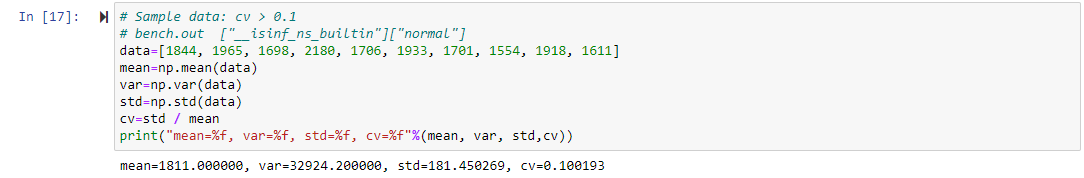 In [17]:
# Sample data: cv > 0.1
# bench.out  ["__isinf_ns_builtin"]["normal"]
data=[1844, 1965, 1698, 2180, 1706, 1933, 1701, 1554, 1918, 1611]
mean=np.mean(data)
var=np.var(data)
std=np.std(data)
cv=std / mean
print("mean=%f, var=%f, std=%f, cv=%f"%(mean, var, std,cv))
mean=1811.000000, var=32924.200000, std=181.450269, cv=0.100193